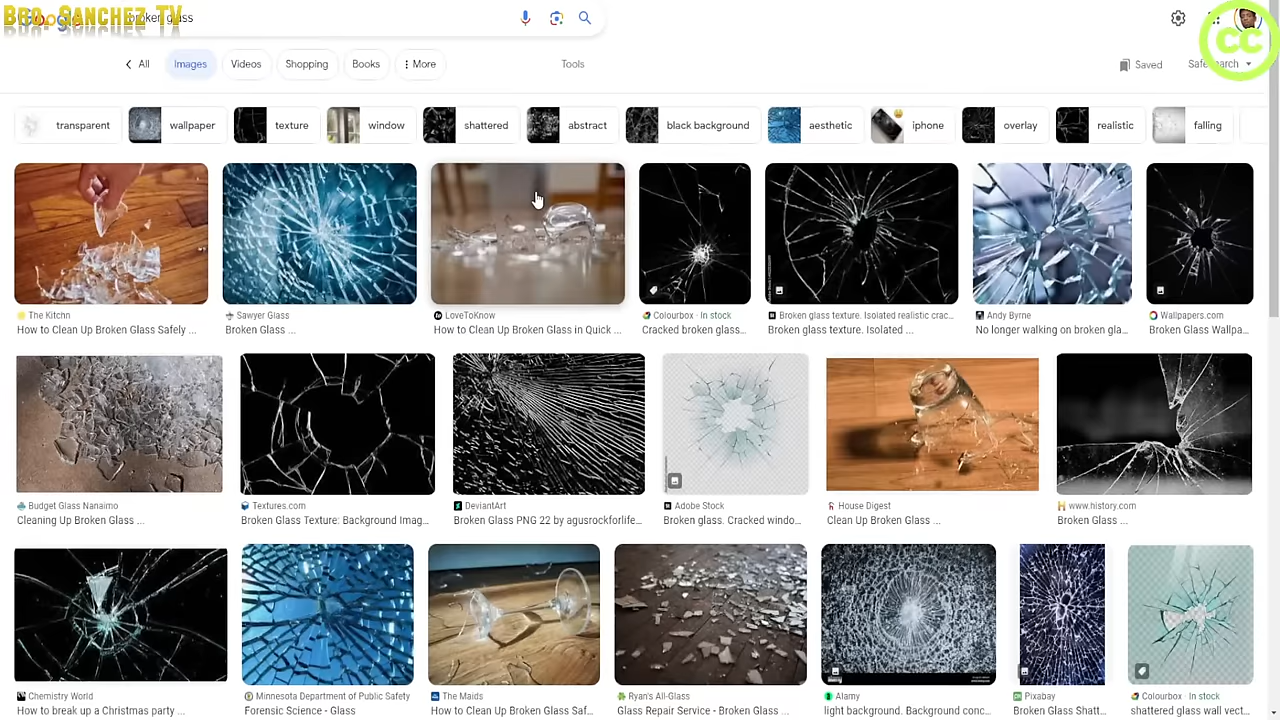 Bro. Sanchez TV
broken glass
CC
All
Images
Videos
Shopping
Books
More
Tools
Saved
SafeSearch
transparent
wallpaper
texture
window
shattered
abstract
black background
aesthetic
iphone
overlay
realistic
falling
The Kitchn
How to Clean Up Broken Glass Safely ...
Sawyer Glass
Broken Glass ...
LoveToKnow
How to Clean Up Broken Glass in Quick ...
Colourbox · In stock
Cracked broken glass...
Broken glass texture. Isolated realistic crac...
Broken glass texture. Isolated ...
Andy Byrne
No longer walking on broken gla...
Wallpapers.com
Broken Glass Wallpa...
Budget Glass Nanaimo
Cleaning Up Broken Glass ...
Textures.com
Broken Glass Texture: Background Imag...
DeviantArt
Broken Glass PNG 22 by agusrockforlife...
Adobe Stock
Broken glass. Cracked windo...
House Digest
Clean Up Broken Glass ...
www.history.com
Broken Glass ...
Chemistry World
How to break up a Christmas party ...
Minnesota Department of Public Safety
Forensic Science - Glass
The Maids
How to Clean Up Broken Glass Saf...
Ryan's All-Glass
Glass Repair Service - Broken Glass ...
Alamy
light background. Background conc...
Pixabay
Broken Glass Shatt...
Colourbox · In stock
shattered glass wall vect...